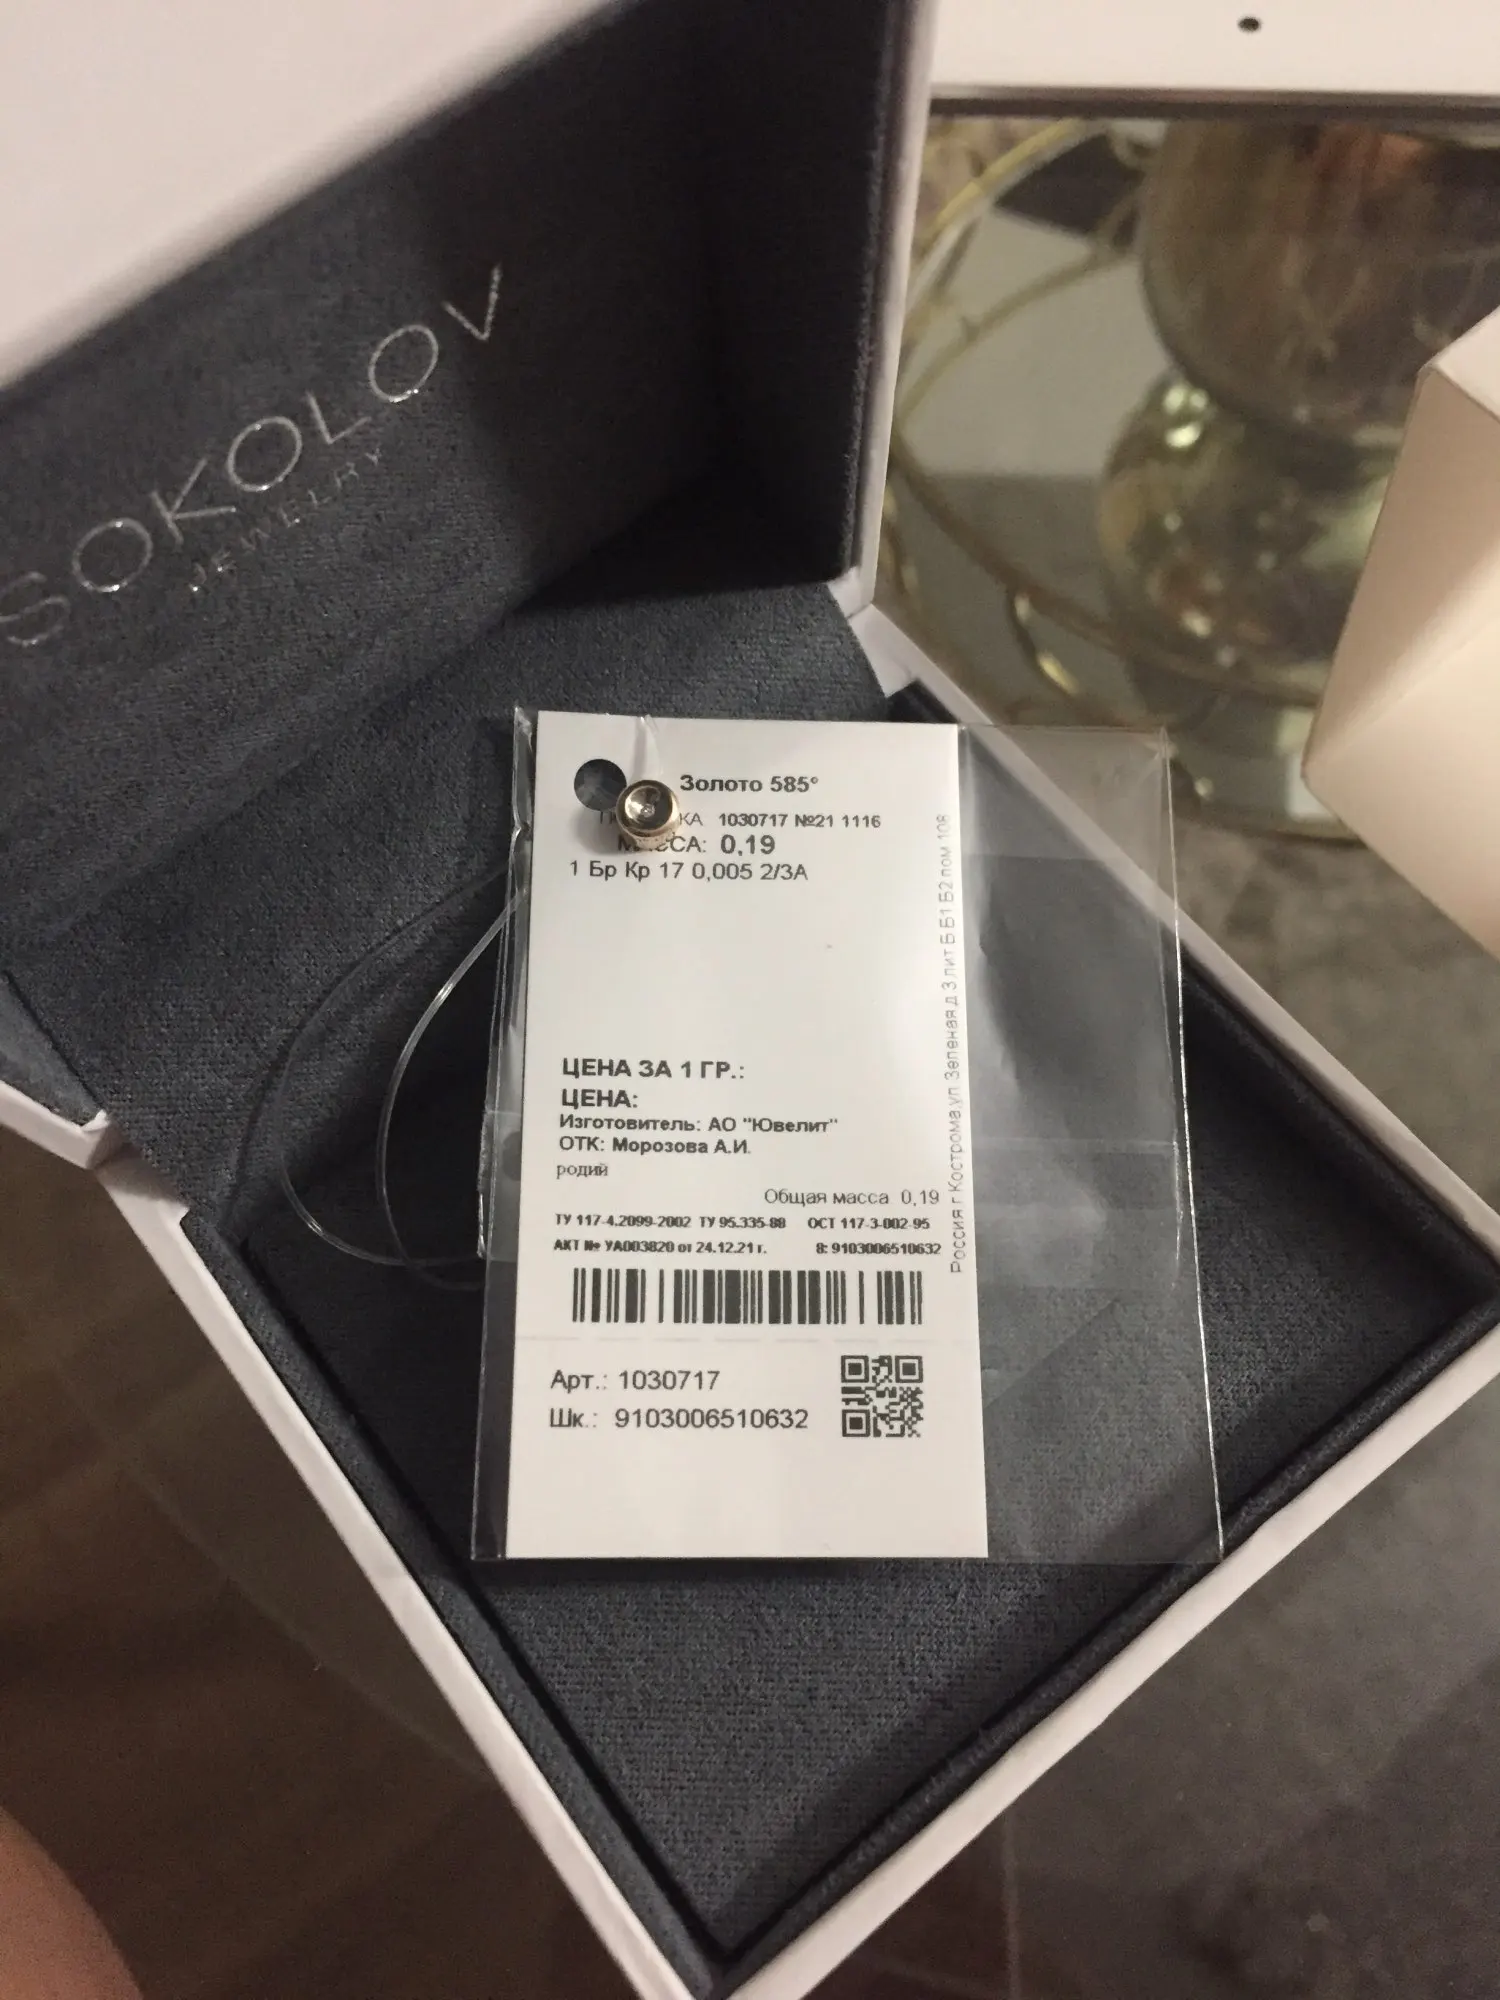 SOKOLOV
JEWELRY
Золото 585°
1030717 №21 1116
0,19
1 Бр Кр 17 0,005 2/3А
ЦЕНА ЗА 1 ГР.:
ЦЕНА:
Изготовитель: АО "Ювелит"
ОТК: Морозова А.И.
родий
Общая масса 0,19
ТУ 117-4.2099-2002 ТУ 95.335-88 ОСТ 117-3-002-95
АКТ № УА003820 от 24.12.21 г. 8: 9103006510632
Арт.: 1030717
Шк.: 9103006510632
Россия г Кострома ул Зеленая д 3 лит Б Б1 Б2 пом 108